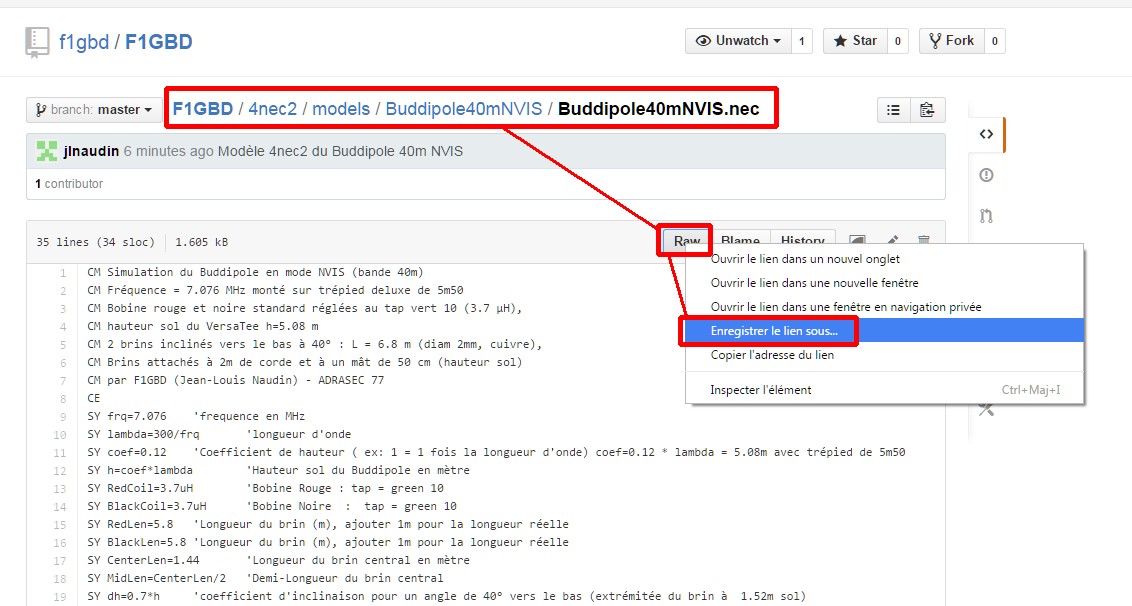 f1gbd / F1GBD
Unwatch 1 Star 0 Fork 0
branch: master F1GBD / 4nec2 / models / Buddipole40mNVIS / Buddipole40mNVIS.nec
jlnaudin 6 minutes ago Modèle 4nec2 du Buddipole 40m NVIS
1 contributor
35 lines (34 sloc) 1.605 kB Raw Blame History
Ouvrir le lien dans un nouvel onglet
Ouvrir le lien dans une nouvelle fenêtre
Ouvrir le lien dans une fenêtre en navigation privée
Enregistrer le lien sous...
Copier l'adresse du lien
Inspecter l'élément Ctrl+Maj+I
1 CM Simulation du Buddipole en mode NVIS (bande 40m)
2 CM Fréquence = 7.076 MHz monté sur trépied deluxe de 5m50
3 CM Bobine rouge et noire standard réglées au tap vert 10 (3.7 µH),
4 CM hauteur sol du VersaTee h=5.08 m
5 CM 2 brins inclinés vers le bas à 40° : L = 6.8 m (diam 2mm, cuivre),
6 CM Brins attachés à 2m de corde et à un mât de 50 cm (hauteur sol)
7 CM par F1GBD (Jean-Louis Naudin) - ADRASEC 77
8 CE
9 SY frq=7.076 'frequence en MHz
10 SY lambda=300/frq 'longueur d'onde
11 SY coef=0.12 'Coefficient de hauteur ( ex: 1 = 1 fois la longueur d'onde) coef=0.12 * lambda = 5.08m avec trépied de 5m50
12 SY h=coef*lambda 'Hauteur sol du Buddipole en mètre
13 SY RedCoil=3.7uH 'Bobine Rouge : tap = green 10
14 SY BlackCoil=3.7uH 'Bobine Noire : tap = green 10
15 SY RedLen=5.8 'Longueur du brin (m), ajouter 1m pour la longueur réelle
16 SY BlackLen=5.8 'Longueur du brin (m), ajouter 1m pour la longueur réelle
17 SY CenterLen=1.44 'Longueur du brin central en mètre
18 SY MidLen=CenterLen/2 'Demi-Longueur du brin central
19 SY dh=0.7*h 'coefficient d'inclinaison pour un angle de 40° vers le bas (extrémitée du brin à 1.52m sol)